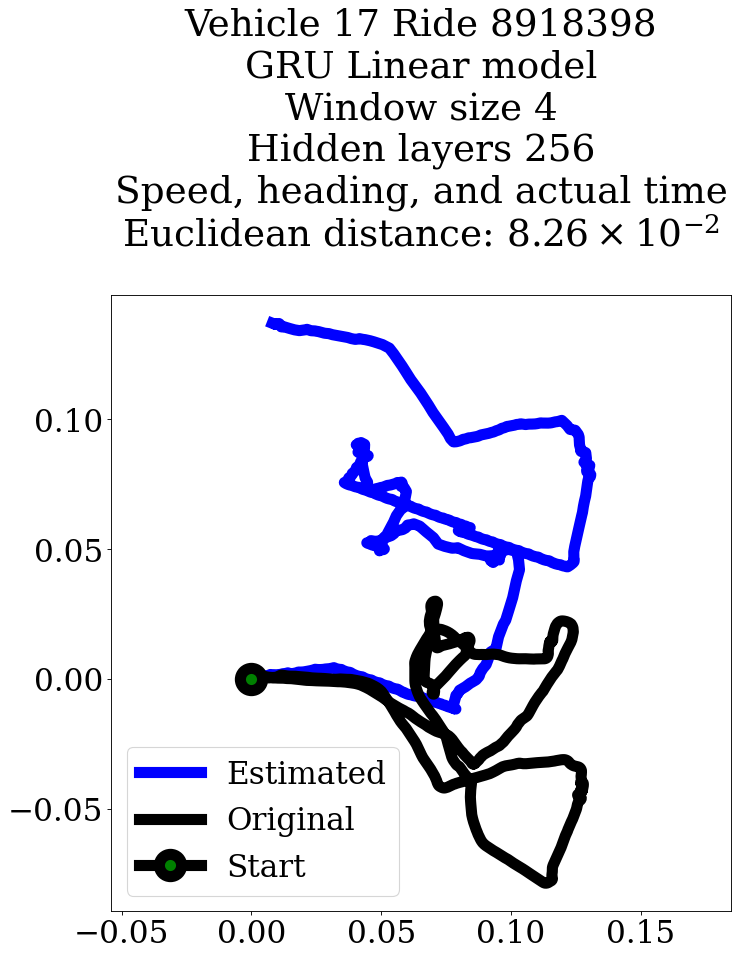 Vehicle 17 Ride 8918398
GRU Linear model
Window size 4
Hidden layers 256
Speed, heading, and actual time
Euclidean distance: 8.26 × 10⁻²
0.10
0.05
0.00
−0.05
Estimated
Original
Start
−0.05 0.00 0.05 0.10 0.15